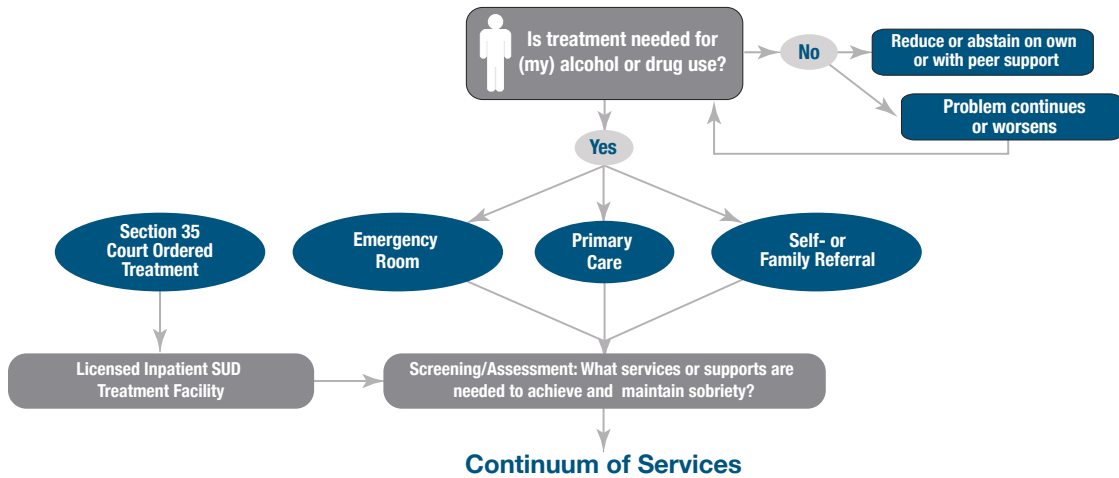 Is treatment needed for
(my) alcohol or drug use?
No
Reduce or abstain on own
or with peer support
Problem continues
or worsens
Yes
Section 35
Court Ordered
Treatment
Emergency
Room
Primary
Care
Self- or
Family Referral
Licensed Inpatient SUD
Treatment Facility
Screening/Assessment: What services or supports are
needed to achieve and maintain sobriety?
Continuum of Services